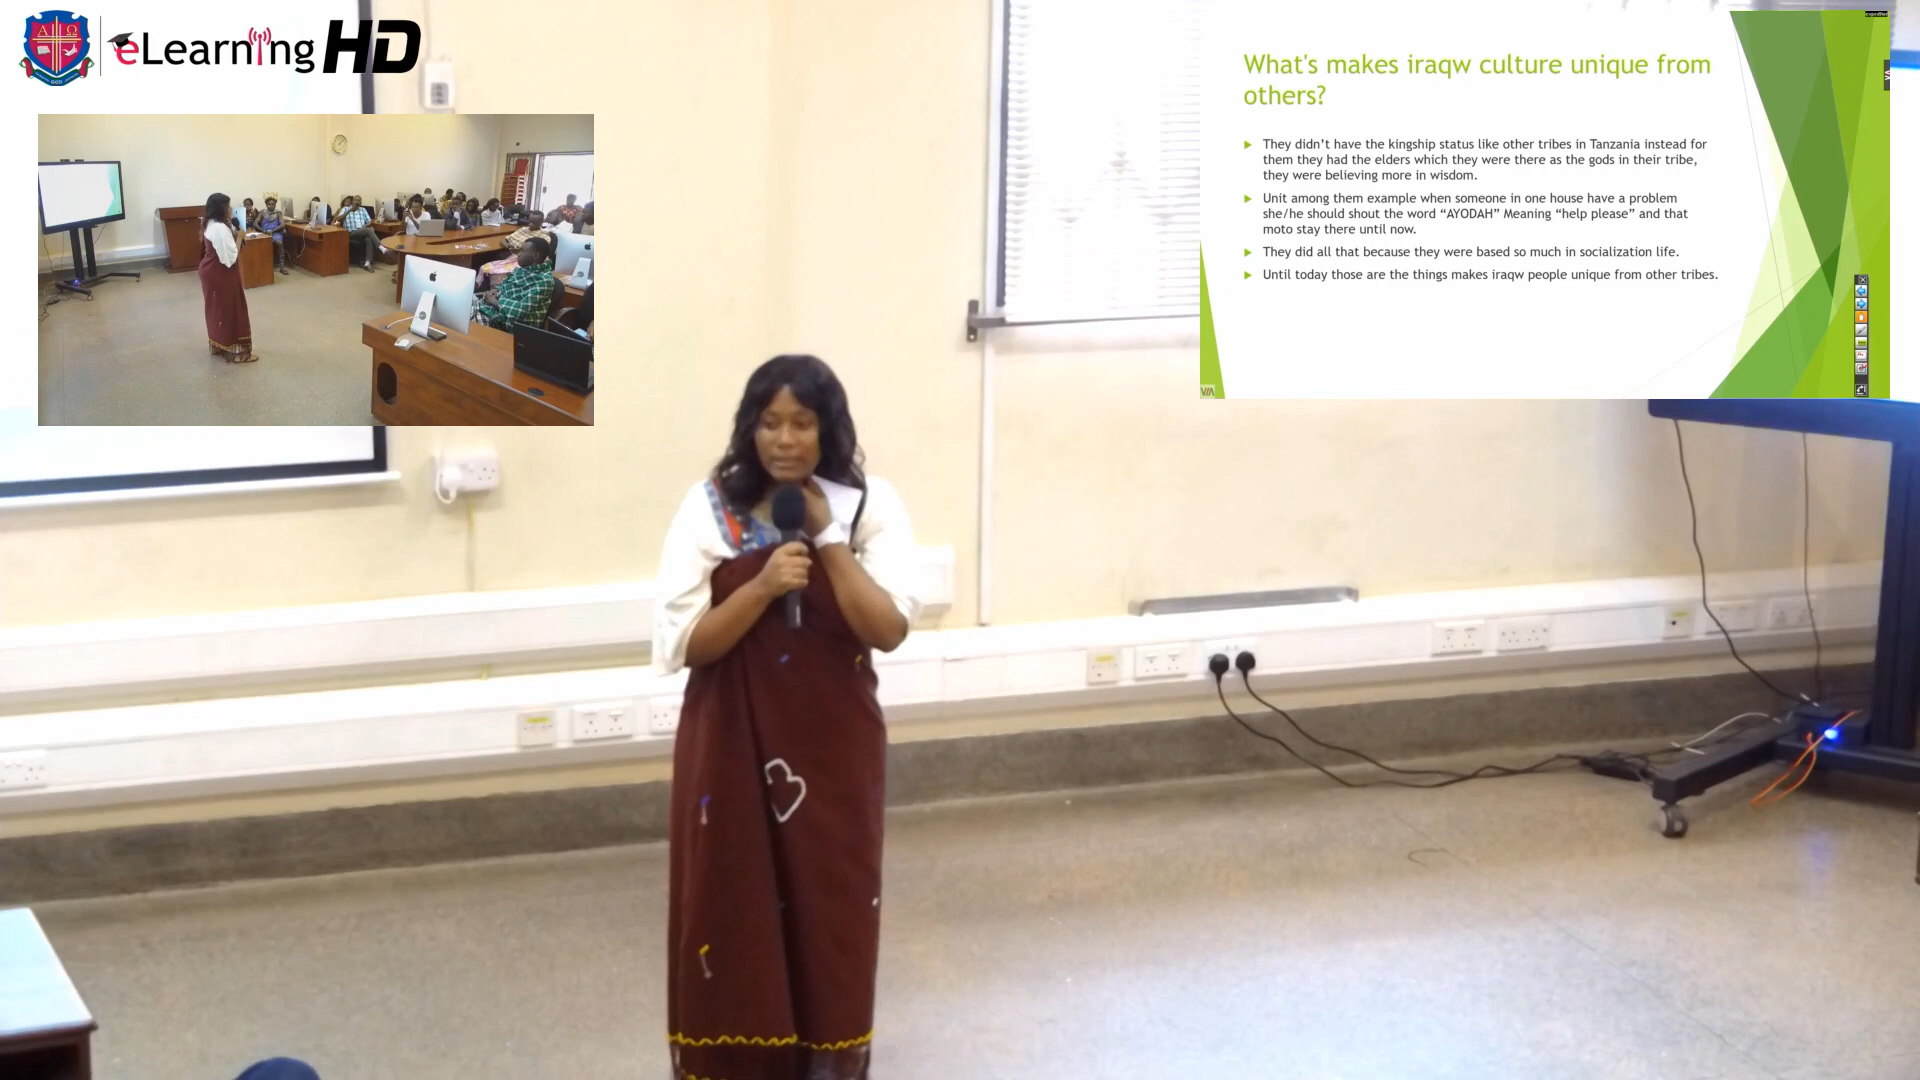 eLearning HD
What's makes iraqw culture unique from
others?
They didn't have the kingship status like other tribes in Tanzania instead for
them they had the elders which they were there as the gods in their tribe,
they were believing more in wisdom.
Unit among them example when someone in one house have a problem
she/he should shout the word “AYODAH” Meaning “help please” and that
moto stay there until now.
They did all that because they were based so much in socialization life.
Until today those are the things makes iraqw people unique from other tribes.
VIA